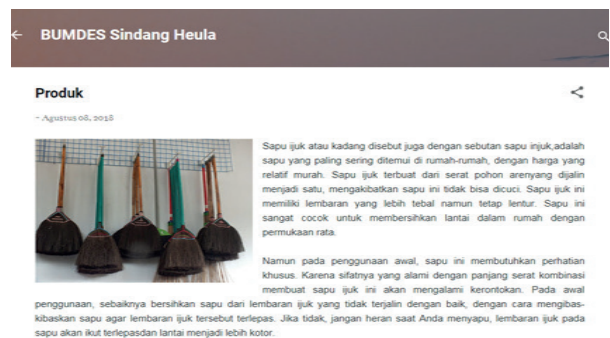 BUMDES Sindang Heula
Produk
- Agustus 08, 2018
Sapu ijuk atau kadang disebut juga dengan sebutan sapu injuk,adalah
sapu yang paling sering ditemui di rumah-rumah, dengan harga yang
relatif murah. Sapu ijuk terbuat dari serat pohon arenyang dijalin
menjadi satu, mengakibatkan sapu ini tidak bisa dicuci. Sapu ijuk ini
memiliki lembaran yang lebih tebal namun tetap lentur. Sapu ini
sangat cocok untuk membersihkan lantai dalam rumah dengan
permukaan rata.
Namun pada penggunaan awal, sapu ini membutuhkan perhatian
khusus. Karena sifatnya yang alami dengan panjang serat kombinasi
membuat sapu ijuk ini akan mengalami kerontokan. Pada awal
penggunaan, sebaiknya bersihkan sapu dari lembaran ijuk yang tidak terjalin dengan baik, dengan cara mengibas-
kibaskan sapu agar lembaran ijuk tersebut terlepas. Jika tidak, jangan heran saat Anda menyapu, lembaran ijuk pada
sapu akan ikut terlepasdan lantai menjadi lebih kotor.